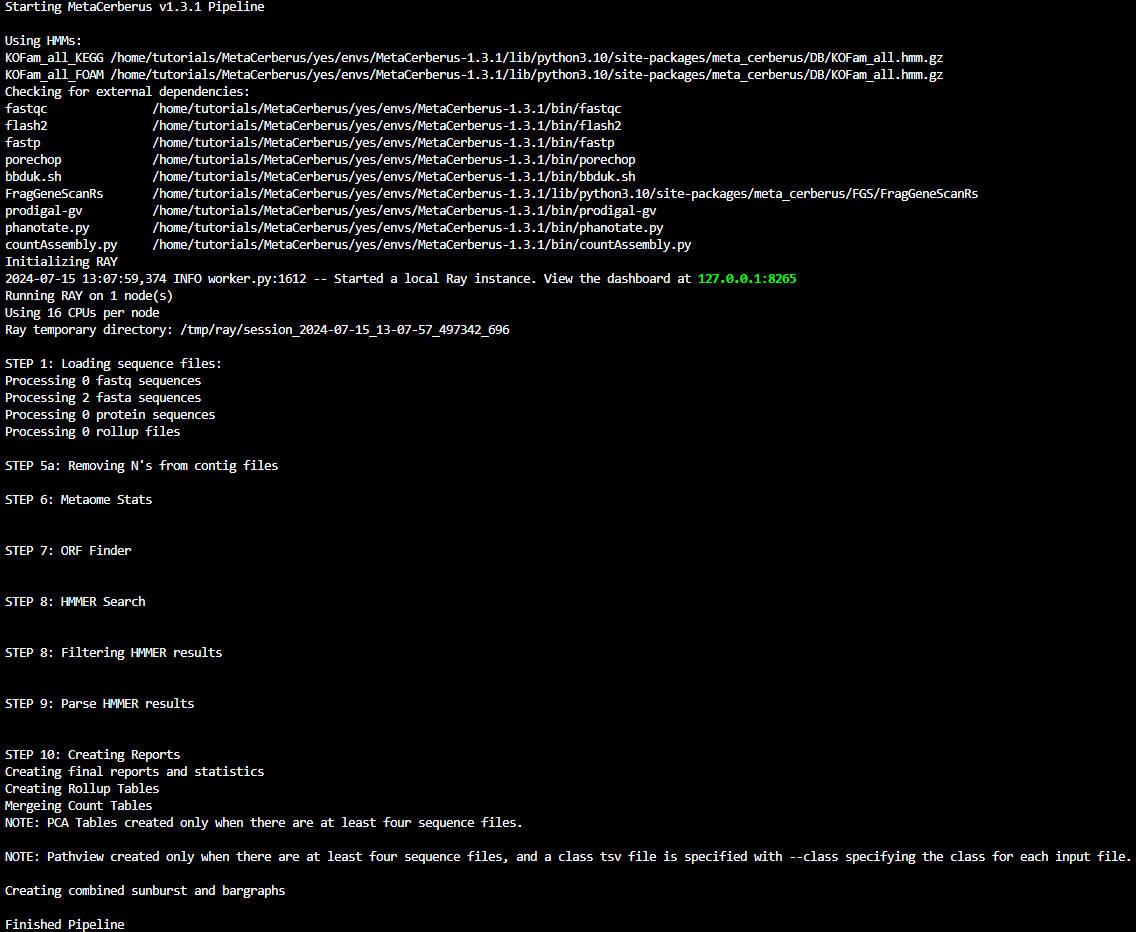 Starting MetaCerberus v1.3.1 Pipeline
Using HMMs:
KOFam_all_KEGG /home/tutorials/MetaCerberus/yes/envs/MetaCerberus-1.3.1/lib/python3.10/site-packages/meta_cerberus/DB/KOFam_all.hmm.gz
KOFam_all_FOAM /home/tutorials/MetaCerberus/yes/envs/MetaCerberus-1.3.1/lib/python3.10/site-packages/meta_cerberus/DB/KOFam_all.hmm.gz
Checking for external dependencies:
fastqc /home/tutorials/MetaCerberus/yes/envs/MetaCerberus-1.3.1/bin/fastqc
flash2 /home/tutorials/MetaCerberus/yes/envs/MetaCerberus-1.3.1/bin/flash2
fastp /home/tutorials/MetaCerberus/yes/envs/MetaCerberus-1.3.1/bin/fastp
porechop /home/tutorials/MetaCerberus/yes/envs/MetaCerberus-1.3.1/bin/porechop
bbduk.sh /home/tutorials/MetaCerberus/yes/envs/MetaCerberus-1.3.1/bin/bbduk.sh
FragGeneScanRs /home/tutorials/MetaCerberus/yes/envs/MetaCerberus-1.3.1/lib/python3.10/site-packages/meta_cerberus/FGS/FragGeneScanRs
prodigal-gv /home/tutorials/MetaCerberus/yes/envs/MetaCerberus-1.3.1/bin/prodigal-gv
phanotate.py /home/tutorials/MetaCerberus/yes/envs/MetaCerberus-1.3.1/bin/phanotate.py
countAssembly.py /home/tutorials/MetaCerberus/yes/envs/MetaCerberus-1.3.1/bin/countAssembly.py
Initializing RAY
2024-07-15 13:07:59,374 INFO worker.py:1612 -- Started a local Ray instance. View the dashboard at 127.0.0.1:8265
Running RAY on 1 node(s)
Using 16 CPUs per node
Ray temporary directory: /tmp/ray/session_2024-07-15_13-07-57_497342_696
STEP 1: Loading sequence files:
Processing 0 fastq sequences
Processing 2 fasta sequences
Processing 0 protein sequences
Processing 0 rollup files
STEP 5a: Removing N's from contig files
STEP 6: Metaome Stats
STEP 7: ORF Finder
STEP 8: HMMER Search
STEP 8: Filtering HMMER results
STEP 9: Parse HMMER results
STEP 10: Creating Reports
Creating final reports and statistics
Creating Rollup Tables
Mergeing Count Tables
NOTE: PCA Tables created only when there are at least four sequence files.
NOTE: Pathview created only when there are at least four sequence files, and a class tsv file is specified with --class specifying the class for each input file.
Creating combined sunburst and bargraphs
Finished Pipeline